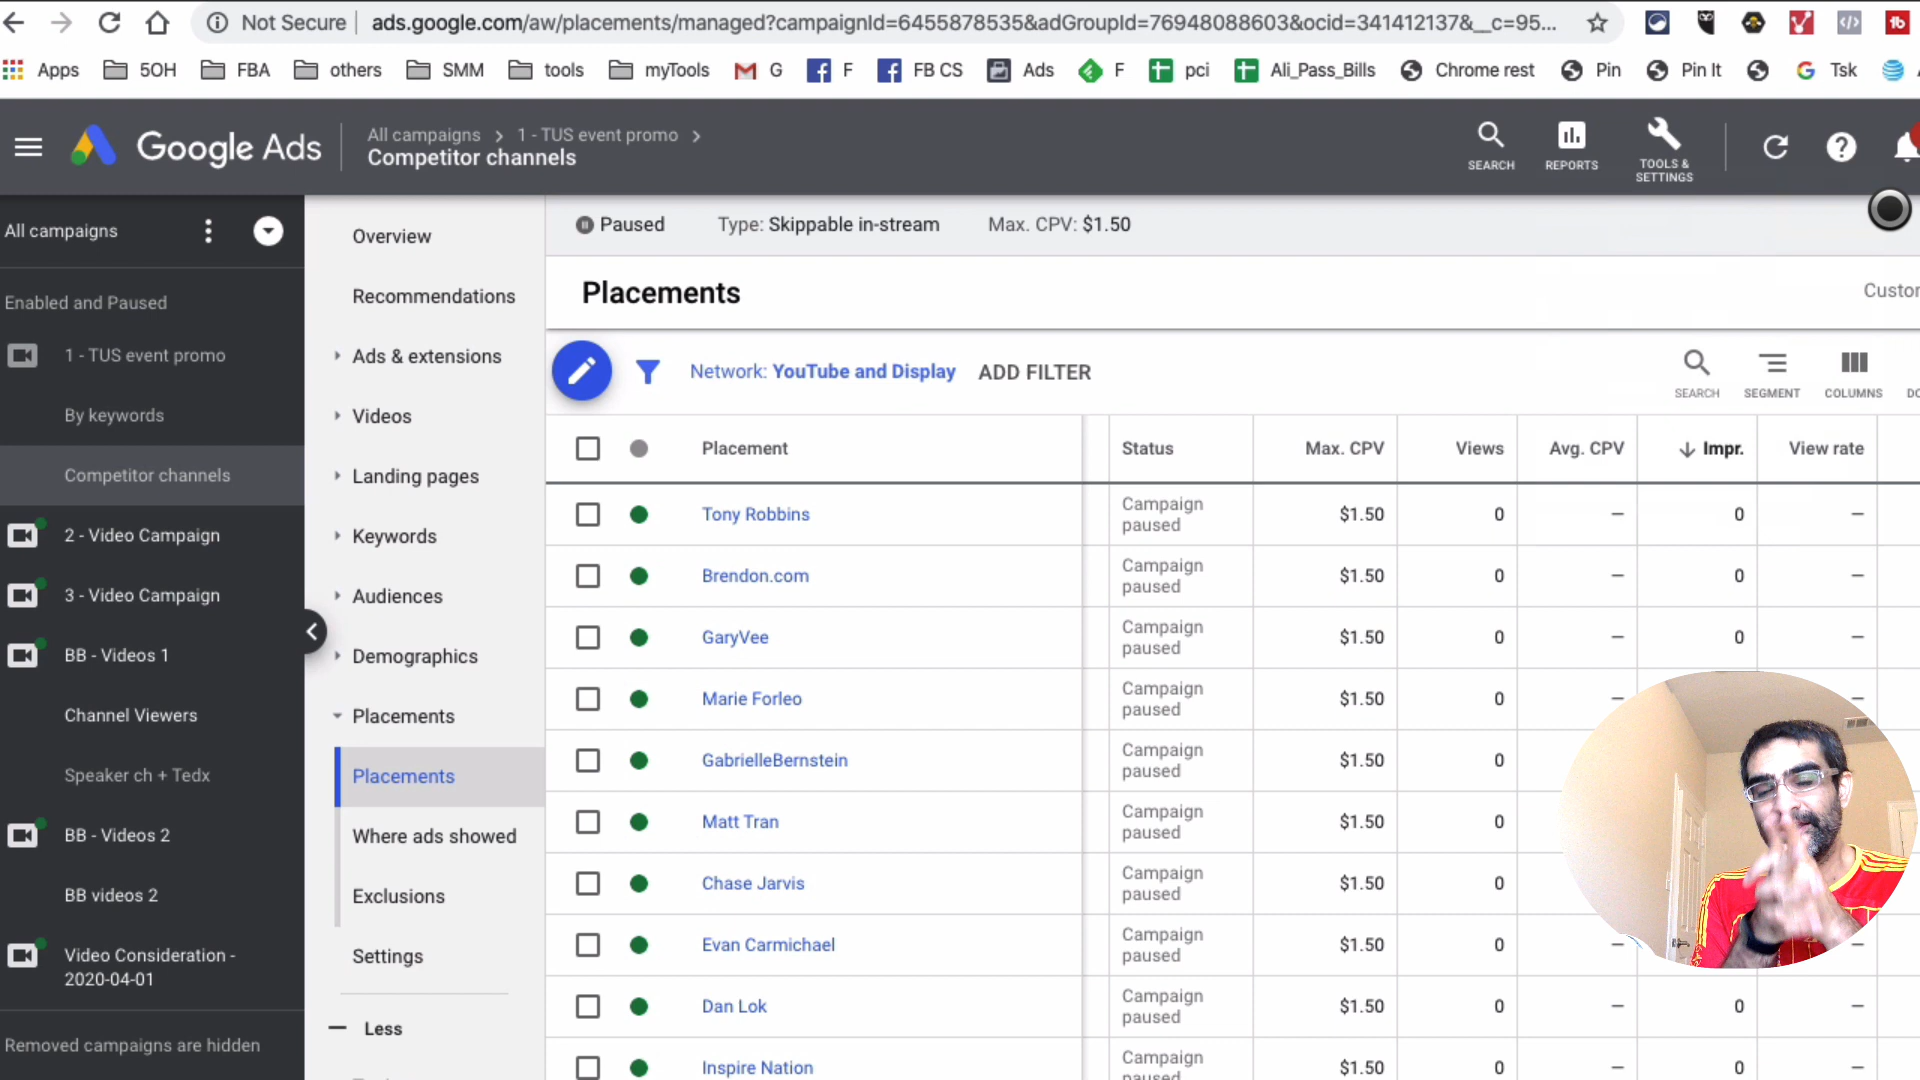 Not Secure
ads.google.com/aw/placements/managed?campaignId=6455878535&adGroupId=76948088603&ocid=341412137&__c=95...
Apps
5OH
FBA
others
SMM
tools
myTools
G
F
FB CS
Ads
F
pci
Ali_Pass_Bills
Chrome rest
Pin
Pin It
Tsk
Google Ads
All campaigns > 1 - TUS event promo >
Competitor channels
SEARCH
REPORTS
TOOLS &
SETTINGS
All campaigns
Enabled and Paused
1 - TUS event promo
By keywords
Competitor channels
2 - Video Campaign
3 - Video Campaign
BB - Videos 1
Channel Viewers
Speaker ch + Tedx
BB - Videos 2
BB videos 2
Video Consideration -
2020-04-01
Removed campaigns are hidden
Overview
Recommendations
Ads & extensions
Videos
Landing pages
Keywords
Audiences
Demographics
Placements
Placements
Where ads showed
Exclusions
Settings
Less
Paused
Type: Skippable in-stream
Max. CPV: $1.50
Placements
Custor
Network: YouTube and Display
ADD FILTER
SEARCH
SEGMENT
COLUMNS
DO
Placement Status Max. CPV Views Avg. CPV Impr. View rate
Tony Robbins Campaign paused $1.50 0 — 0 —
Brendon.com Campaign paused $1.50 0 — 0 —
GaryVee Campaign paused $1.50 0 — 0 —
Marie Forleo Campaign paused $1.50 0 — —
GabrielleBernstein Campaign paused $1.50 0
Matt Tran Campaign paused $1.50 0
Chase Jarvis Campaign paused $1.50 0
Evan Carmichael Campaign paused $1.50 0 — —
Dan Lok Campaign paused $1.50 0 — 0 —
Inspire Nation Campaign paused $1.50 0 — 0 —